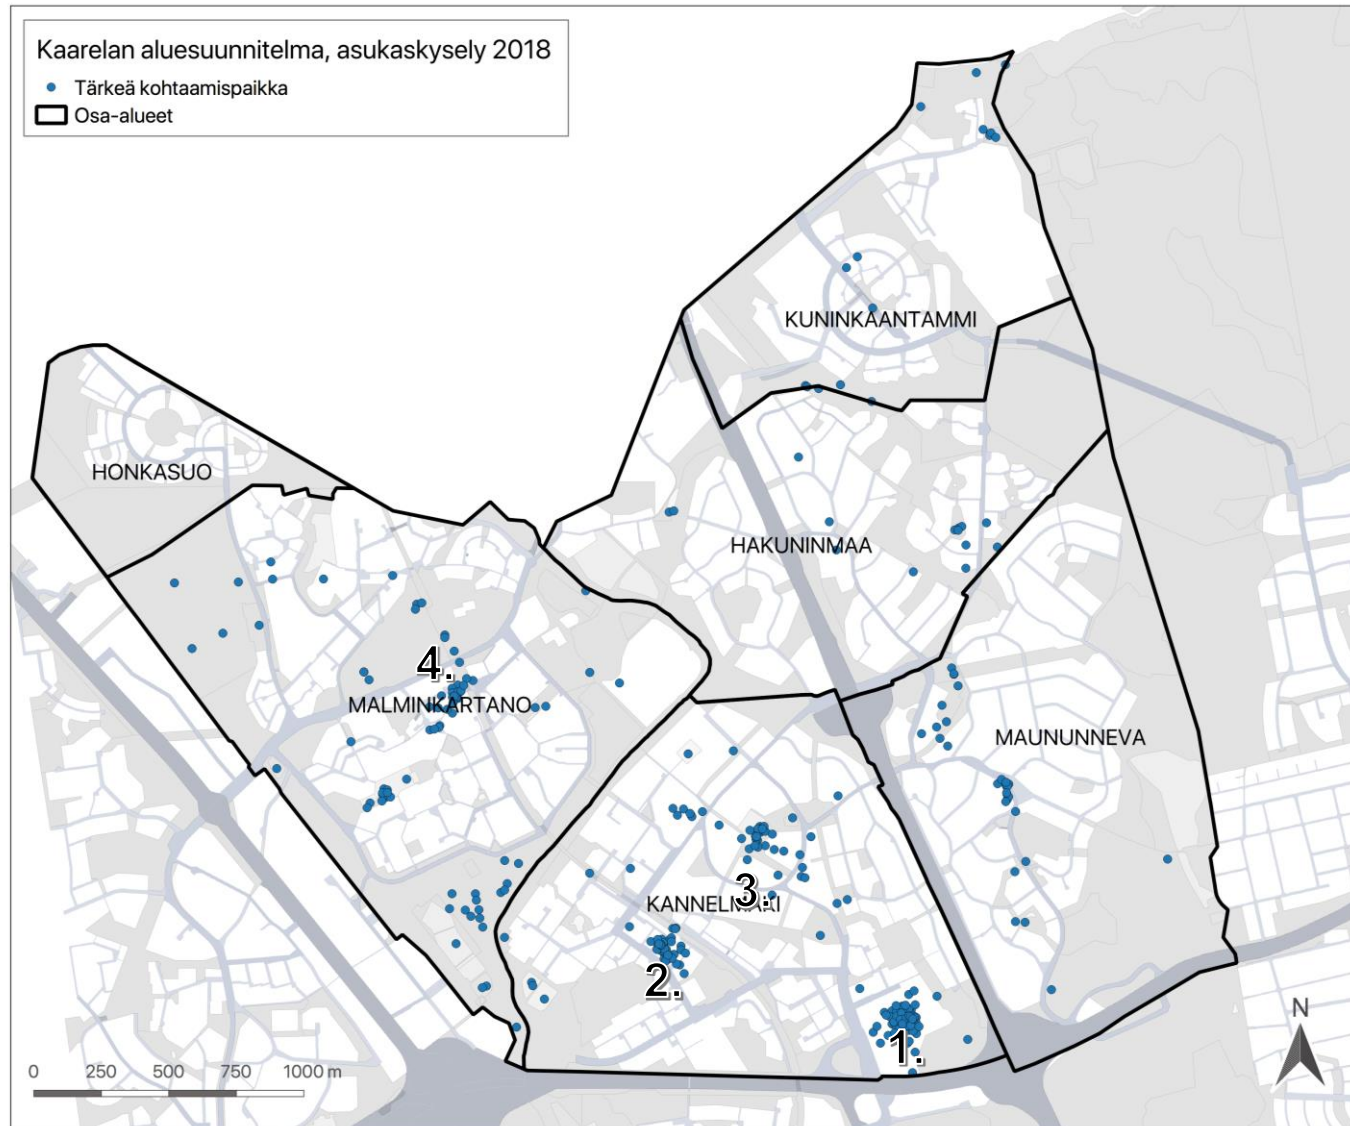 Kaarelan aluesuunnitelma, asukaskysely 2018
Tärkeä kohtaamispaikka
Osa-alueet
KUNINKAANTAMMI
HONKASUO
HAKUNINMAA
4.
MALMINKARTANO
MAUNUNNEVA
3.
KANNELMÄKI
2.
1.
N
0 250 500 750 1000 m